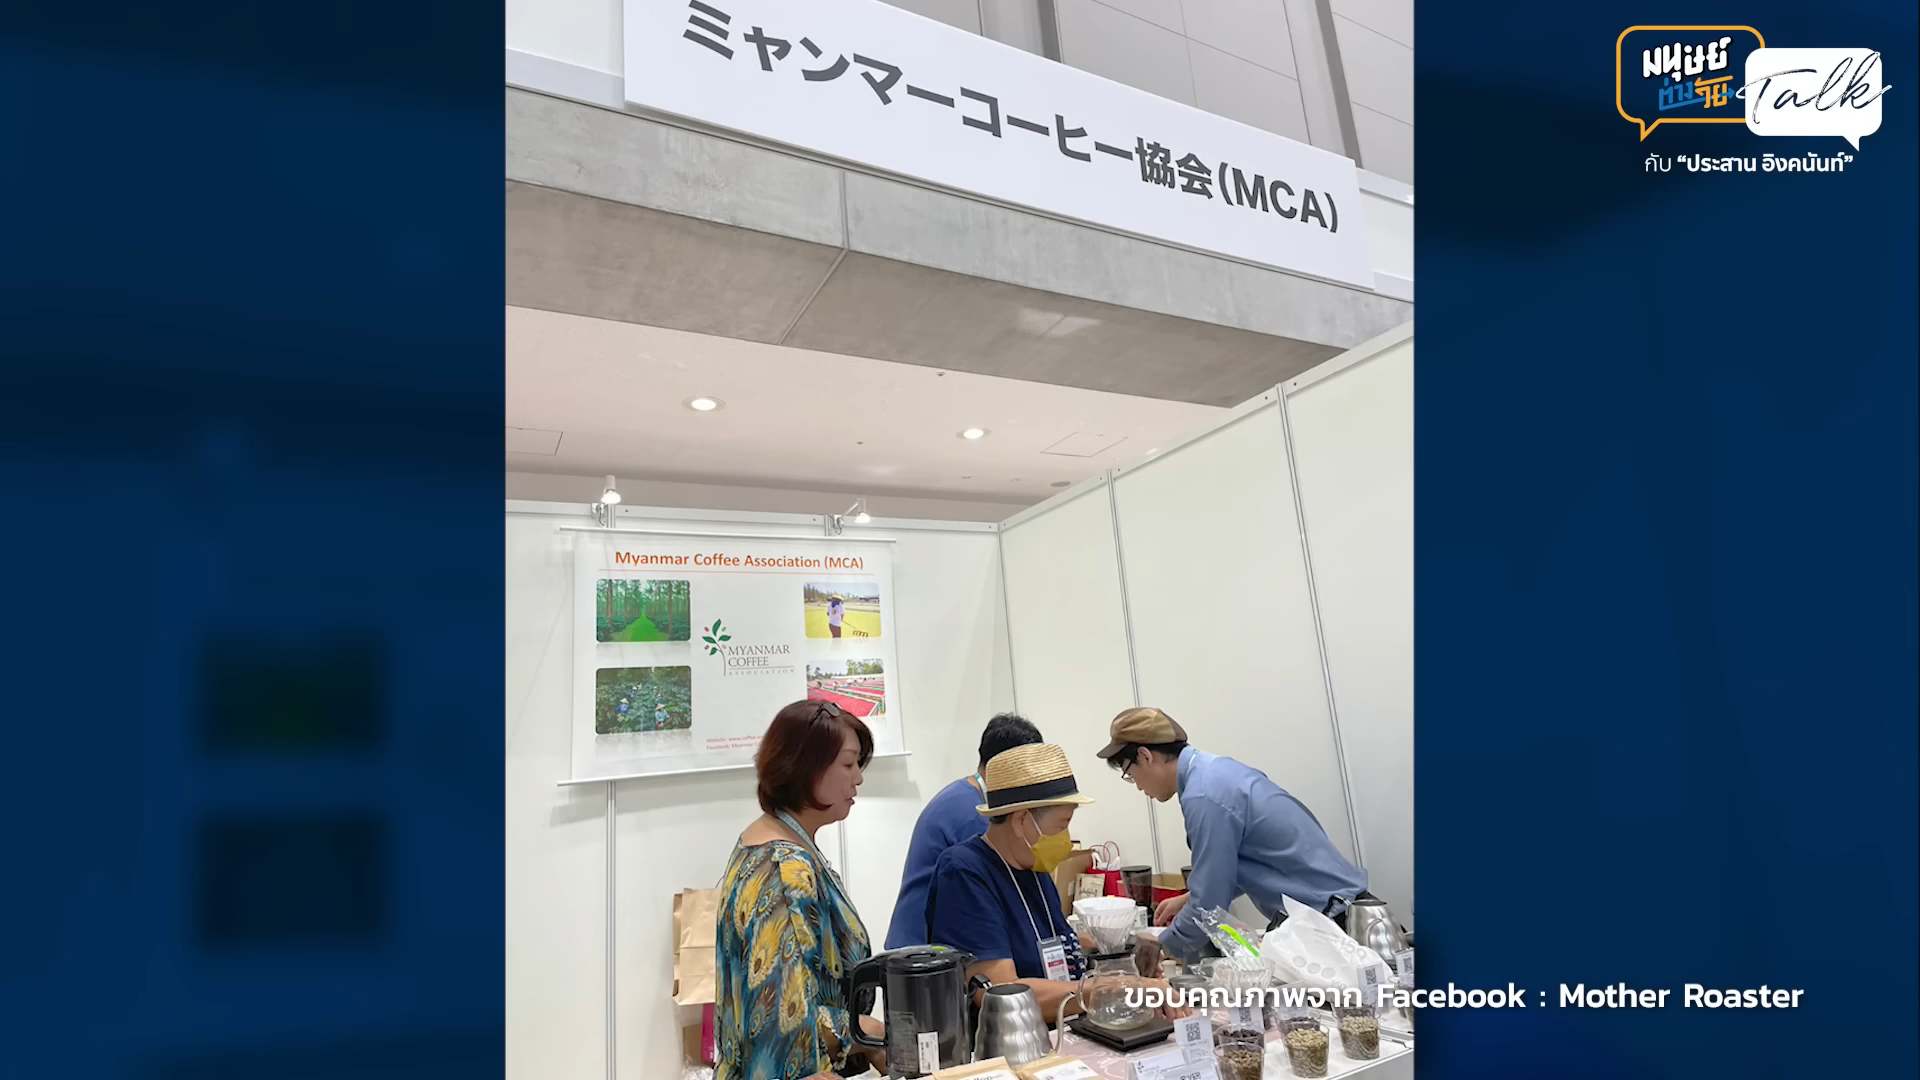 ミャンマーコーヒー協会(MCA)
มนุษย์
ต่างวัย
Talk
กับ “ประสาน อิงคนันท์”
Myanmar Coffee Association (MCA)
MYANMAR
COFFEE
ASSOCIATION
ขอบคุณภาพจาก Facebook : Mother Roaster